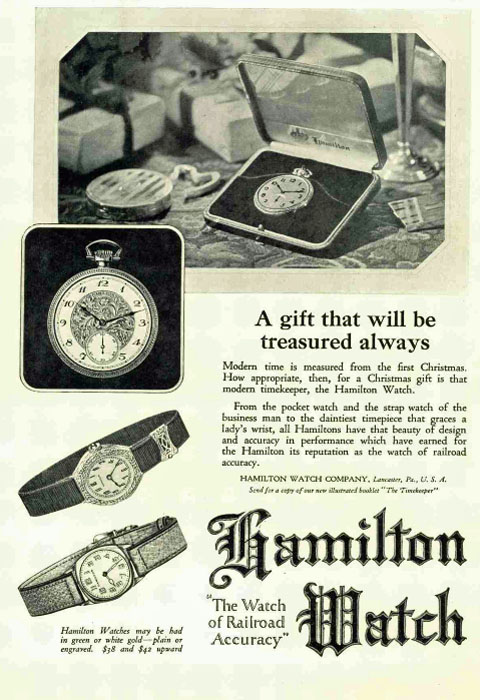 Hamilton
A gift that will be
treasured always
Modern time is measured from the first Christmas.
How appropriate, then, for a Christmas gift is that
modern timekeeper, the Hamilton Watch.
From the pocket watch and the strap watch of the
business man to the daintiest timepiece that graces a
lady's wrist, all Hamiltons have that beauty of design
and accuracy in performance which have earned for
the Hamilton its reputation as the watch of railroad
accuracy.
HAMILTON WATCH COMPANY, Lancaster, Pa., U. S. A.
Send for a copy of our new illustrated booklet "The Timekeeper"
Hamilton
Watch
"The Watch
of Railroad
Accuracy"
Hamilton Watches may be had
in green or white gold—plain or
engraved. $38 and $42 upward